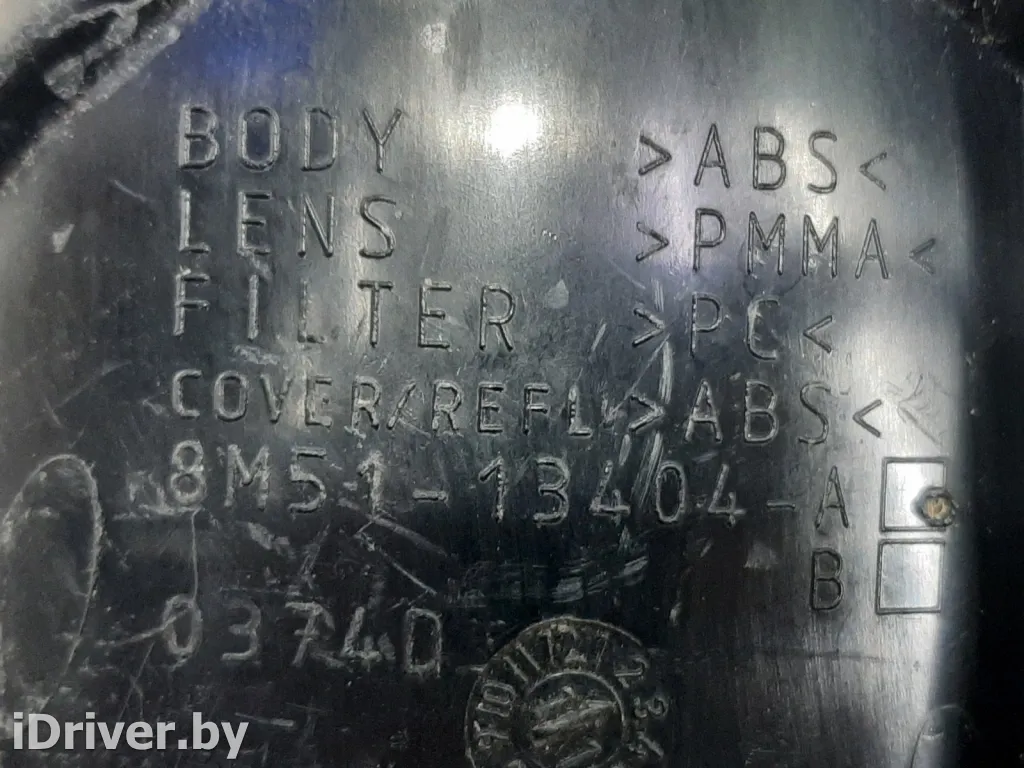 BODY >ABS<
LENS >PMMA<
FILTER >PC<
COVER/REFL >ABS<
8M51-13404-A
B
03740
iDriver.by